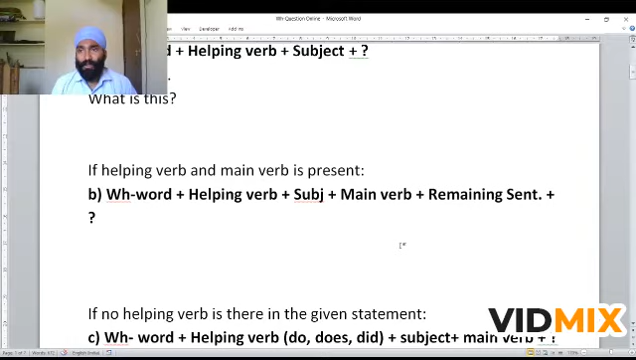 Wh-Question Online - Microsoft Word
Developer Add-Ins
d + Helping verb + Subject + ?
What is this?
If helping verb and main verb is present:
b) Wh-word + Helping verb + Subj + Main verb + Remaining Sent. +
?
If no helping verb is there in the given statement:
c) Wh- word + Helping verb (do, does, did) + subject+ main verb + ?
VIDMIX